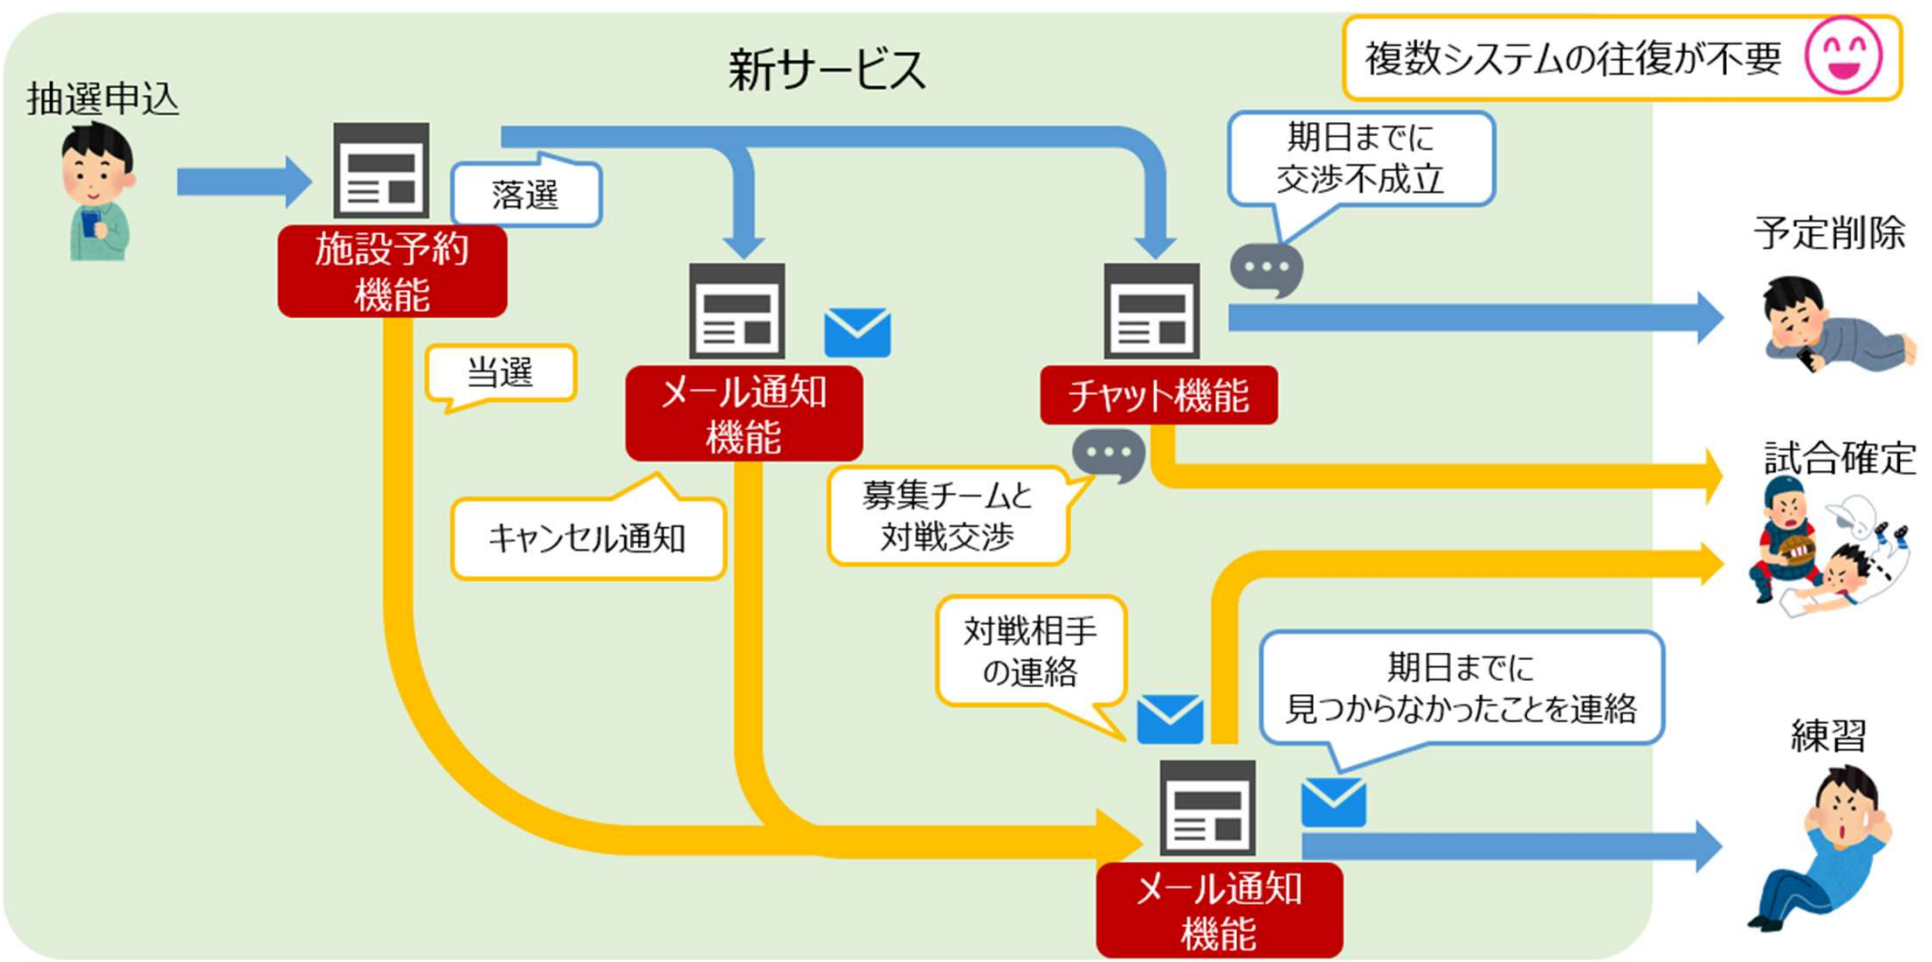 新サービス
複数システムの往復が不要
抽選申込
落選
期日までに
交渉不成立
施設予約
機能
予定削除
当選
メール通知
機能
チャット機能
試合確定
キャンセル通知
募集チームと
対戦交渉
対戦相手
の連絡
期日までに
見つからなかったことを連絡
練習
メール通知
機能